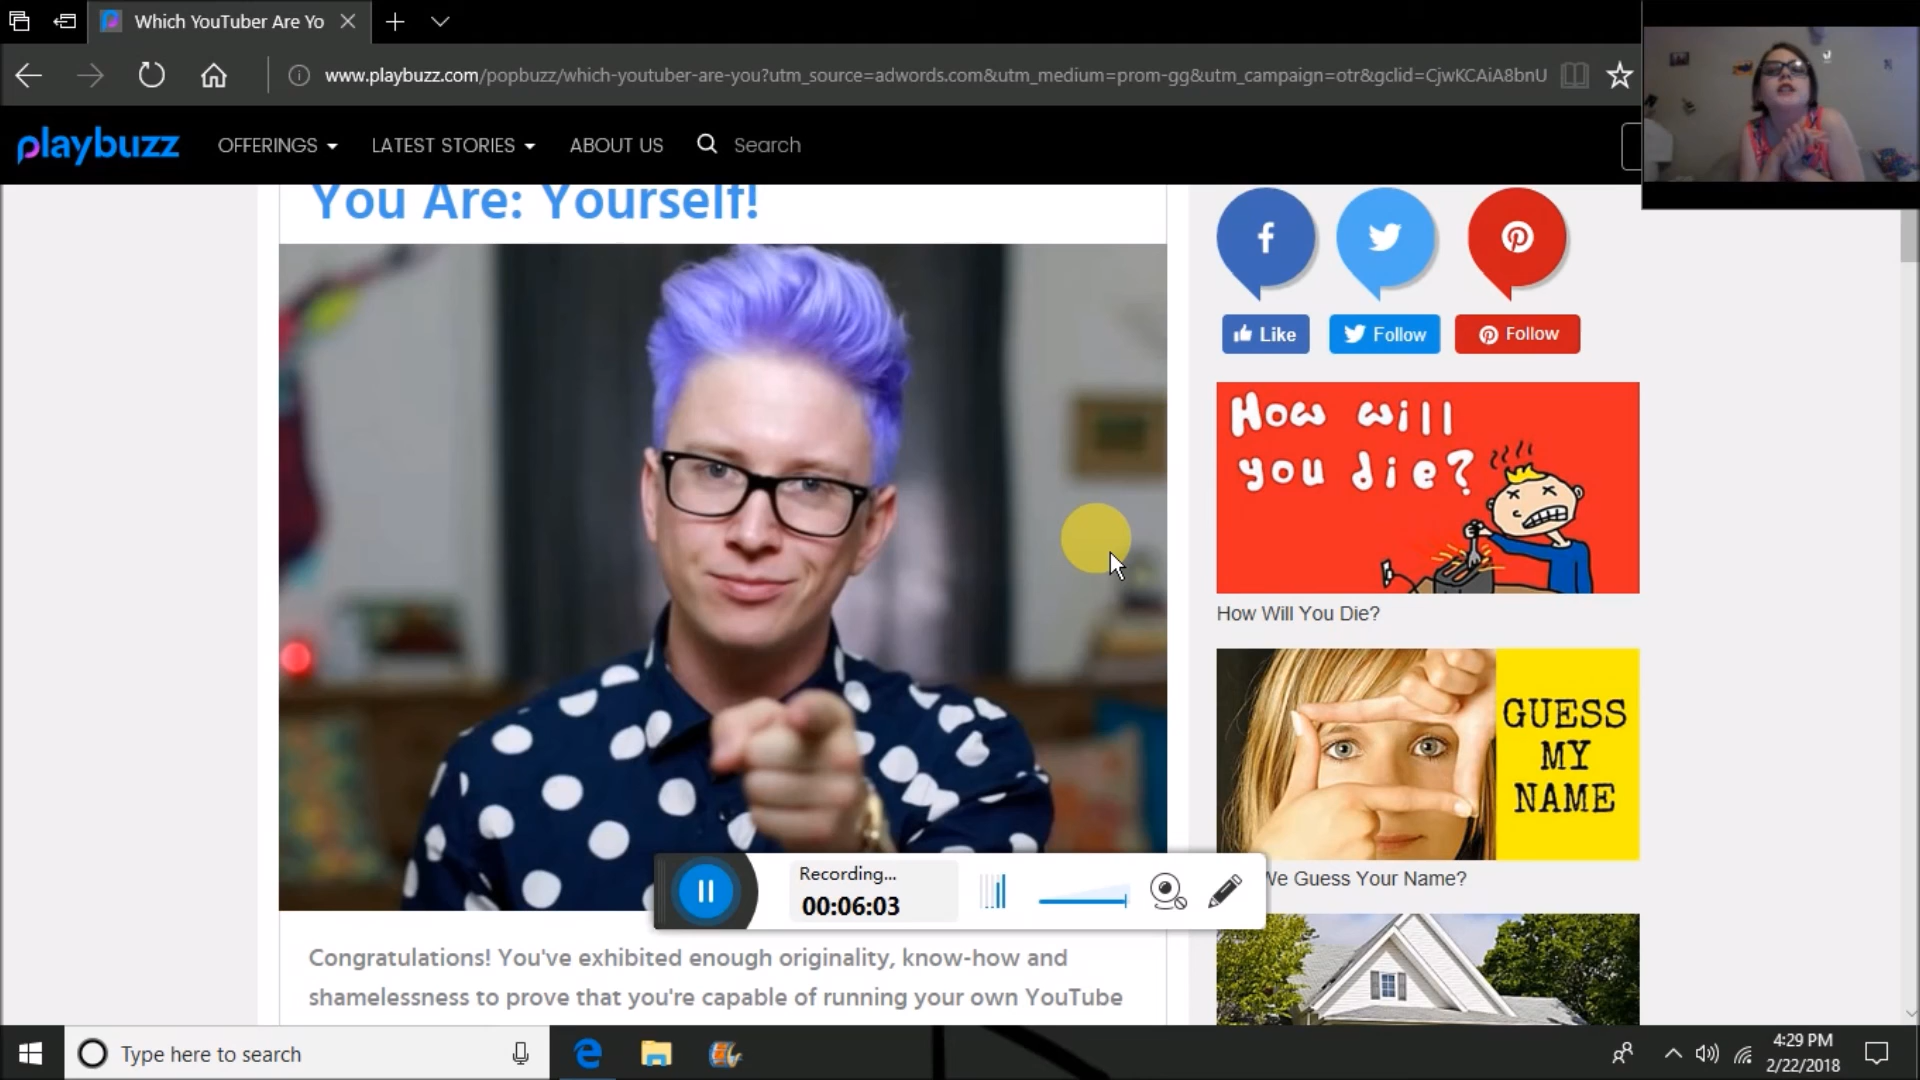 Which YouTuber Are Yo
www.playbuzz.com/popbuzz/which-youtuber-are-you?utm_source=adwords.com&utm_medium=prom-gg&utm_campaign=otr&gclid=CjwKCAiA8bnU
playbuzz
OFFERINGS
LATEST STORIES
ABOUT US
Search
You Are: Yourself!
f
Like
Follow
Follow
How will
you die?
How Will You Die?
GUESS
MY
NAME
We Guess Your Name?
Recording...
00:06:03
Congratulations! You've exhibited enough originality, know-how and
shamelessness to prove that you're capable of running your own YouTube
Type here to search
4:29 PM
2/22/2018